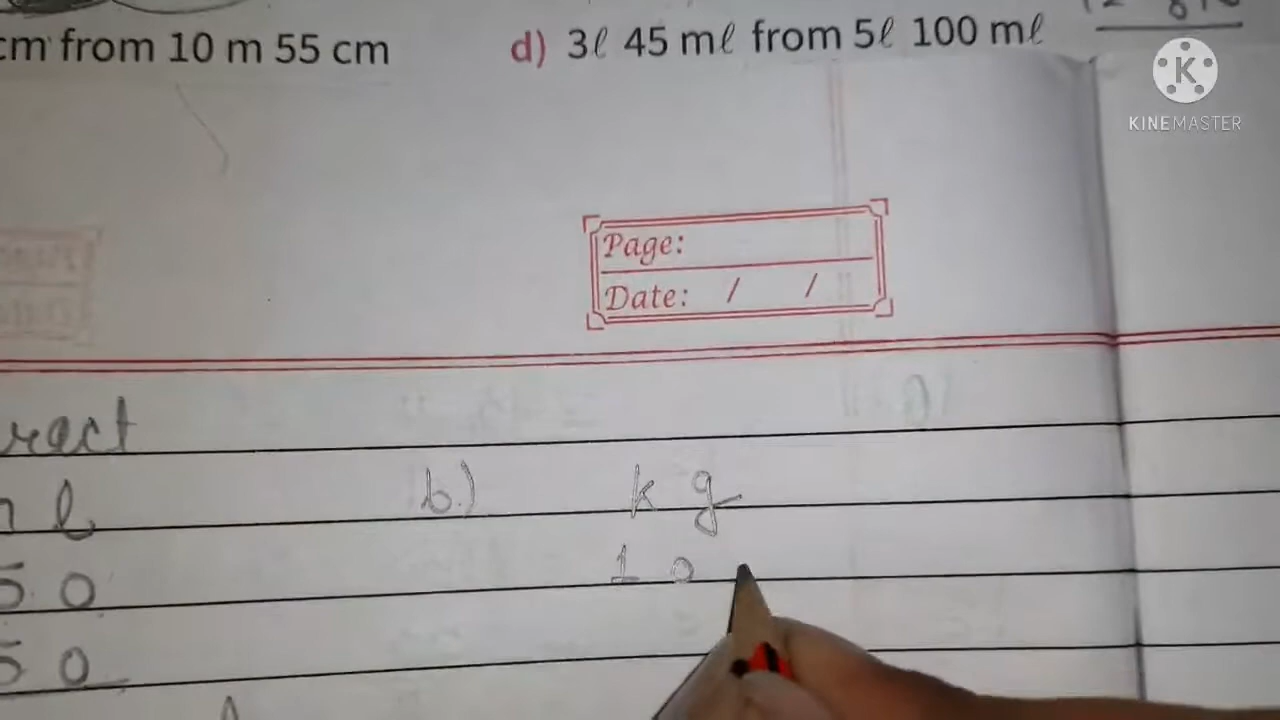 cm from 10 m 55 cm
d) 3ℓ 45 mℓ from 5ℓ 100 mℓ
KINEMASTER
Page:
Date: / /
rect
l b.) kg
50 10
50